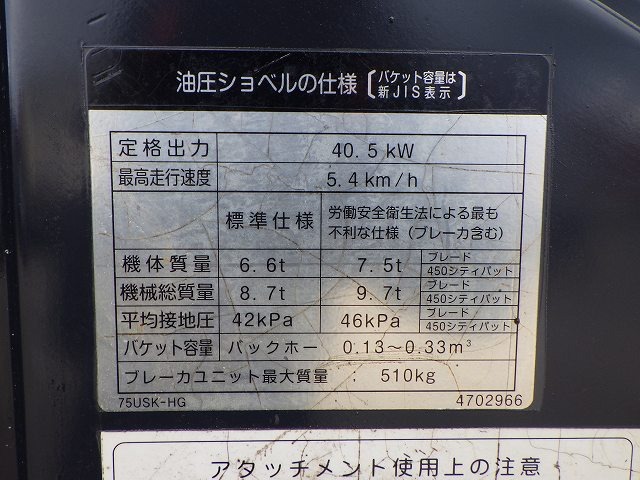 油圧ショベルの仕様 〔バケット容量は新JIS表示〕
定格出力 40.5kW
最高走行速度 5.4km/h
標準仕様 労働安全衛生法による最も
不利な仕様（ブレーカ含む）
機体質量 6.6t 7.5t ブレード
450シティパット
機械総質量 8.7t 9.7t ブレード
450シティパット
平均接地圧 42kPa 46kPa ブレード
450シティパット
バケット容量 バックホー 0.13～0.33m³
ブレーカユニット最大質量 : 510kg
75USK-HG 4702966
アタッチメント使用上の注意